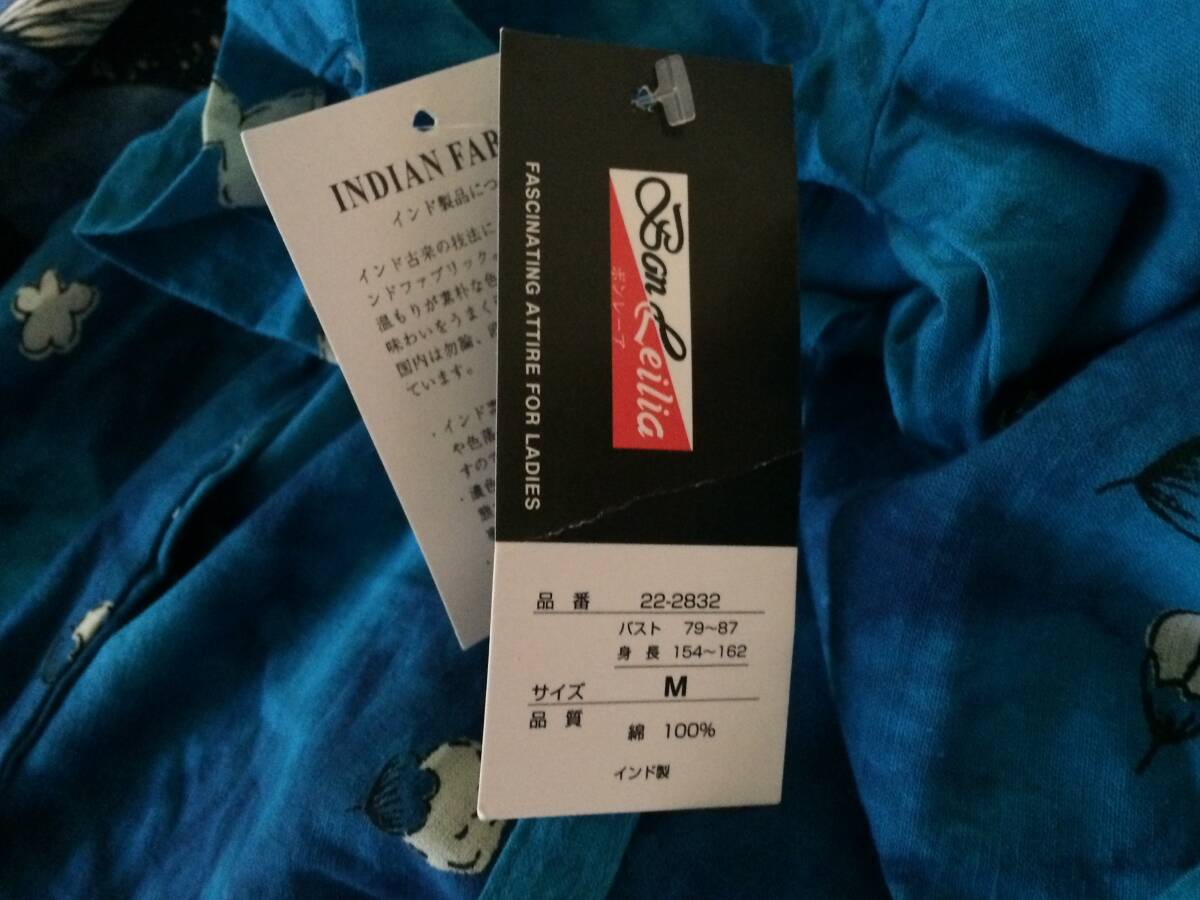 INDIAN FAB
インド製品につ
インド古来の技法に
ンドファブリック
温もりが素朴な色
味わいをうまく
国内は勿論、
ています。
・インド
や色落
すので
・濃色
FASCINATING ATTIRE FOR LADIES
Bon Leilia
ボンレーア
品番 22-2832
バスト 79~87
身長 154~162
サイズ M
品質 綿 100%
インド製